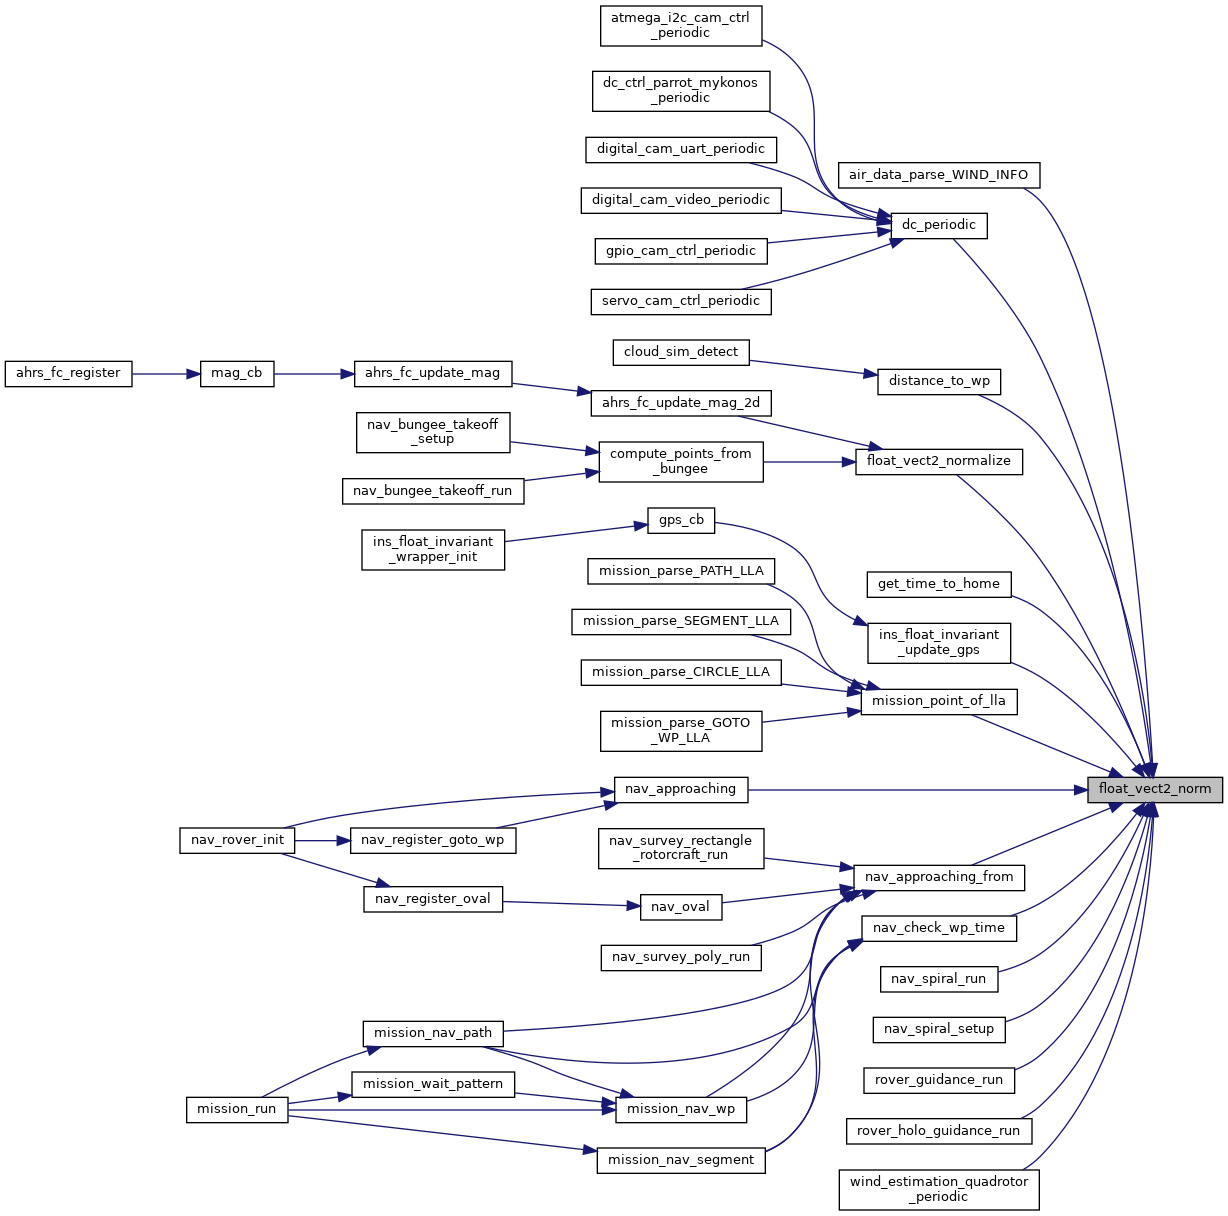 atmega_i2c_cam_ctrl
_periodic
dc_ctrl_parrot_mykonos
_periodic
digital_cam_uart_periodic
air_data_parse_WIND_INFO
digital_cam_video_periodic
dc_periodic
gpio_cam_ctrl_periodic
servo_cam_ctrl_periodic
cloud_sim_detect
ahrs_fc_register
mag_cb
ahrs_fc_update_mag
distance_to_wp
ahrs_fc_update_mag_2d
nav_bungee_takeoff
_setup
compute_points_from
_bungee
float_vect2_normalize
nav_bungee_takeoff_run
gps_cb
ins_float_invariant
_wrapper_init
mission_parse_PATH_LLA
get_time_to_home
mission_parse_SEGMENT_LLA
ins_float_invariant
_update_gps
mission_parse_CIRCLE_LLA
mission_point_of_lla
mission_parse_GOTO
_WP_LLA
nav_approaching
float_vect2_norm
nav_rover_init
nav_register_goto_wp
nav_survey_rectangle
_rotorcraft_run
nav_approaching_from
nav_register_oval
nav_oval
nav_check_wp_time
nav_survey_poly_run
nav_spiral_run
mission_nav_path
nav_spiral_setup
mission_wait_pattern
rover_guidance_run
mission_run
mission_nav_wp
rover_holo_guidance_run
mission_nav_segment
wind_estimation_quadrotor
_periodic